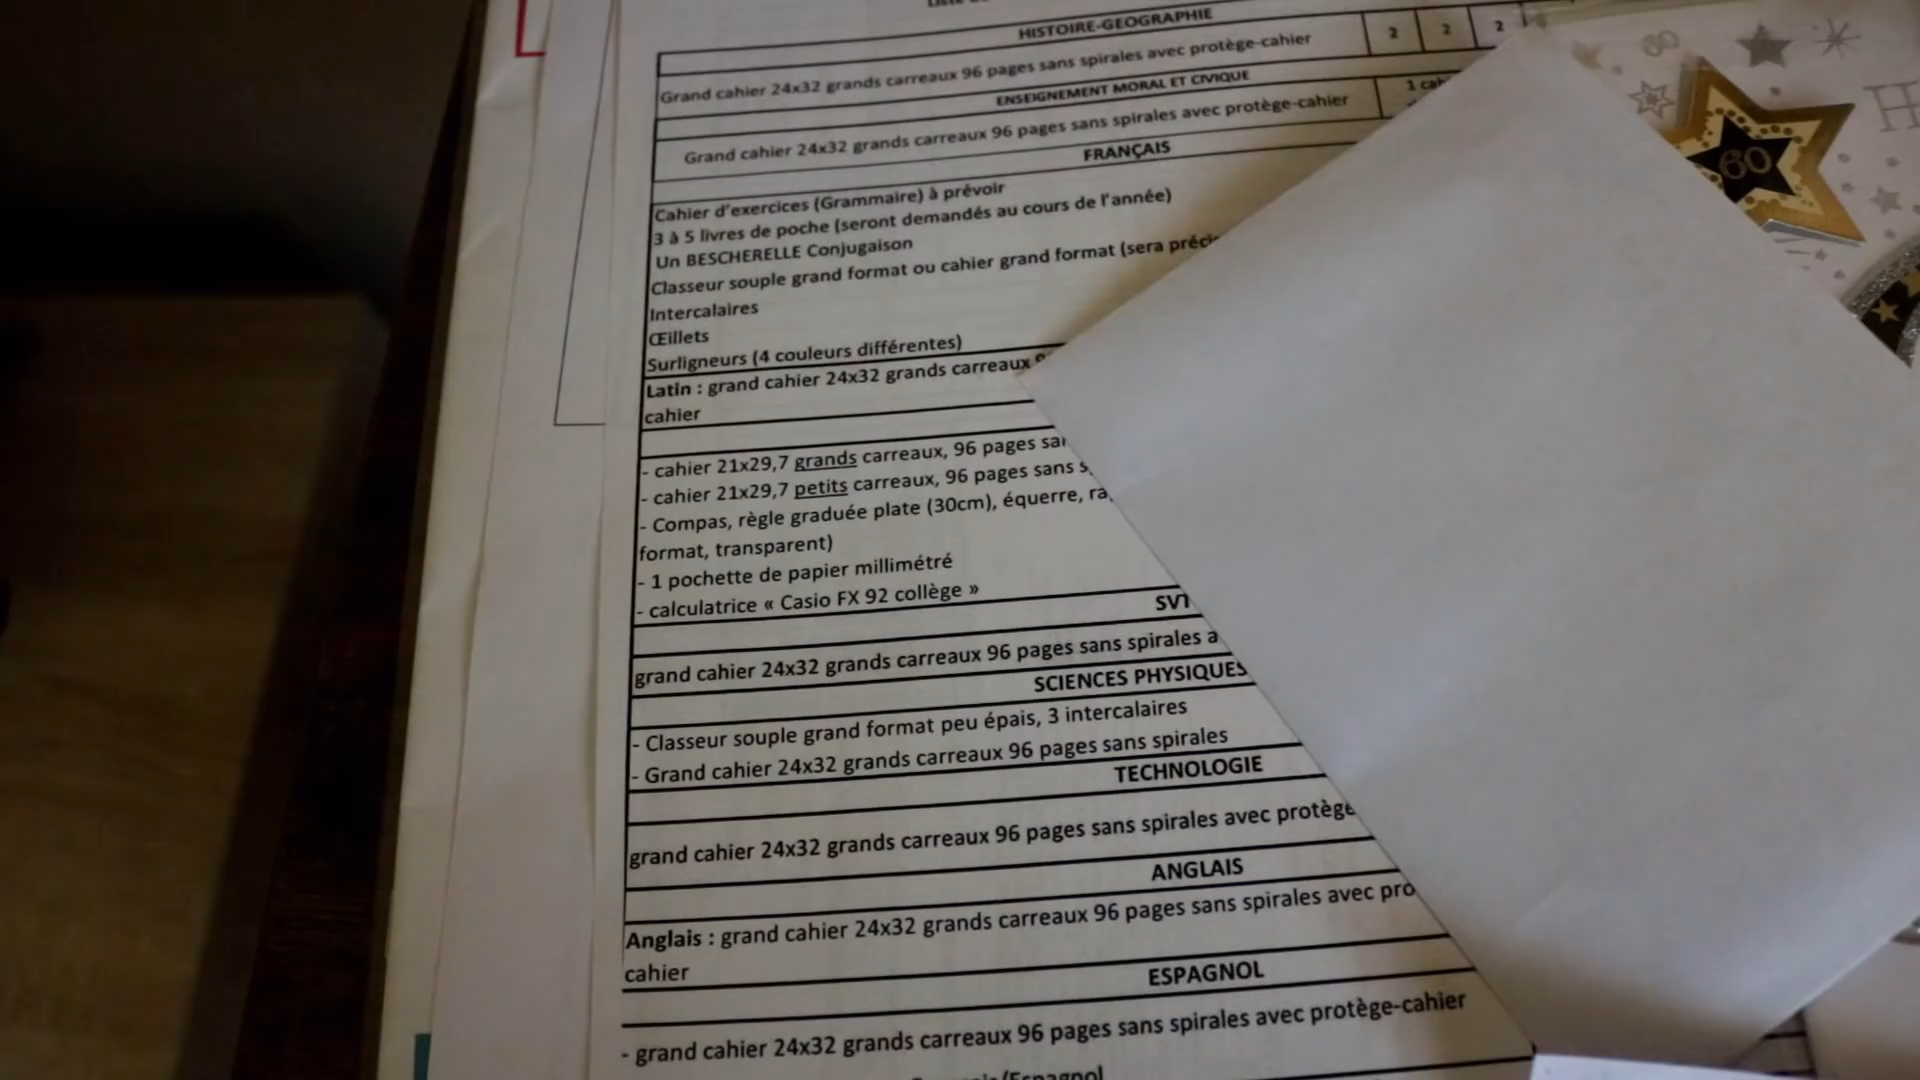 HISTOIRE-GEOGRAPHIE
Grand cahier 24x32 grands carreaux 96 pages sans spirales avec protège-cahier 2 2 2
ENSEIGNEMENT MORAL ET CIVIQUE
Grand cahier 24x32 grands carreaux 96 pages sans spirales avec protège-cahier 1
FRANÇAIS
Cahier d'exercices (Grammaire) à prévoir
3 à 5 livres de poche (seront demandés au cours de l'année)
Un BESCHERELLE Conjugaison
Classeur souple grand format ou cahier grand format (sera
Intercalaires
Œillets
Surligneurs (4 couleurs différentes)
Latin : grand cahier 24x32 grands carreaux
cahier
- cahier 21x29,7 grands carreaux, 96 pages
- cahier 21x29,7 petits carreaux, 96 pages sans
- Compas, règle graduée plate (30cm), équerre,
format, transparent)
- 1 pochette de papier millimétré
- calculatrice « Casio FX 92 collège »
SVT
grand cahier 24x32 grands carreaux 96 pages sans spirales
SCIENCES PHYSIQUES
- Classeur souple grand format peu épais, 3 intercalaires
- Grand cahier 24x32 grands carreaux 96 pages sans spirales
TECHNOLOGIE
grand cahier 24x32 grands carreaux 96 pages sans spirales avec protège
ANGLAIS
Anglais : grand cahier 24x32 grands carreaux 96 pages sans spirales avec pro
cahier
ESPAGNOL
- grand cahier 24x32 grands carreaux 96 pages sans spirales avec protège-cahier
60
60
H